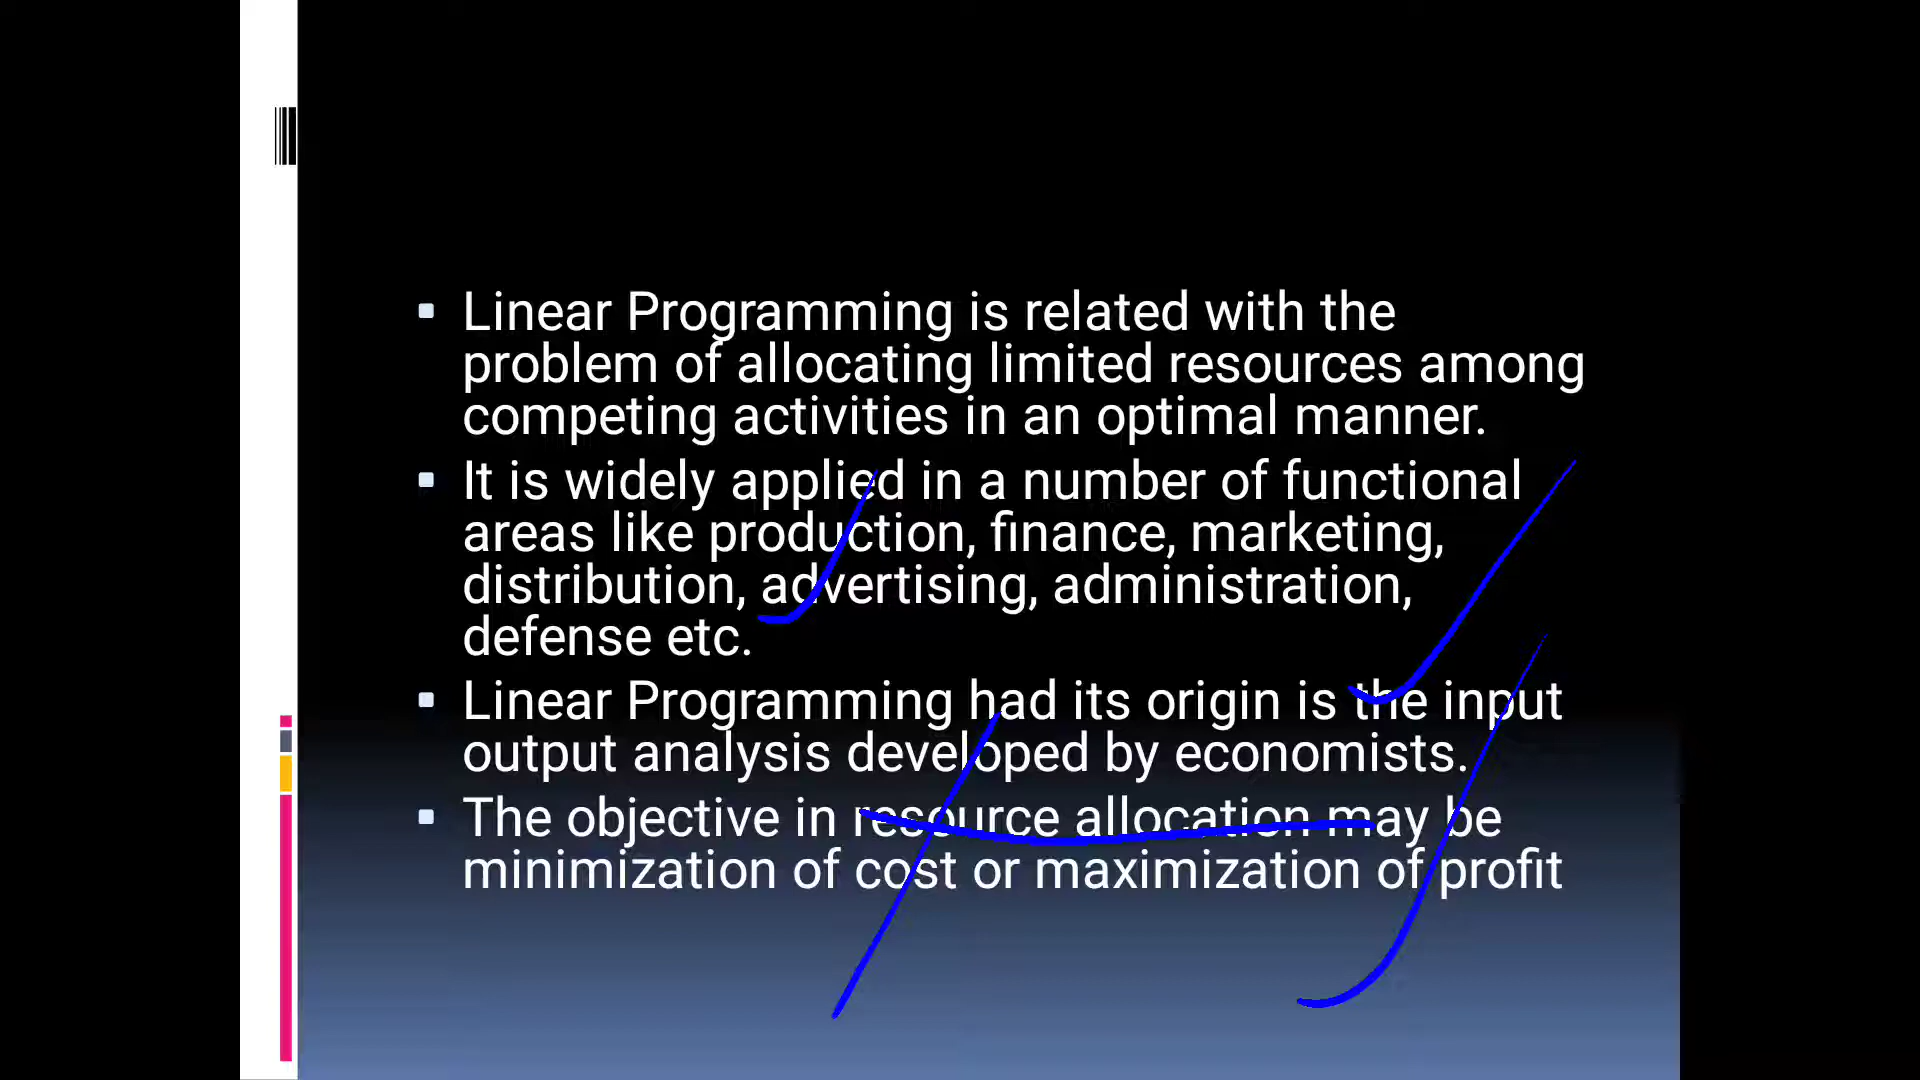 Linear Programming is related with the
problem of allocating limited resources among
competing activities in an optimal manner.
It is widely applied in a number of functional
areas like production, finance, marketing,
distribution, advertising, administration,
defense etc.
Linear Programming had its origin is the input
output analysis developed by economists.
The objective in resource allocation may be
minimization of cost or maximization of profit